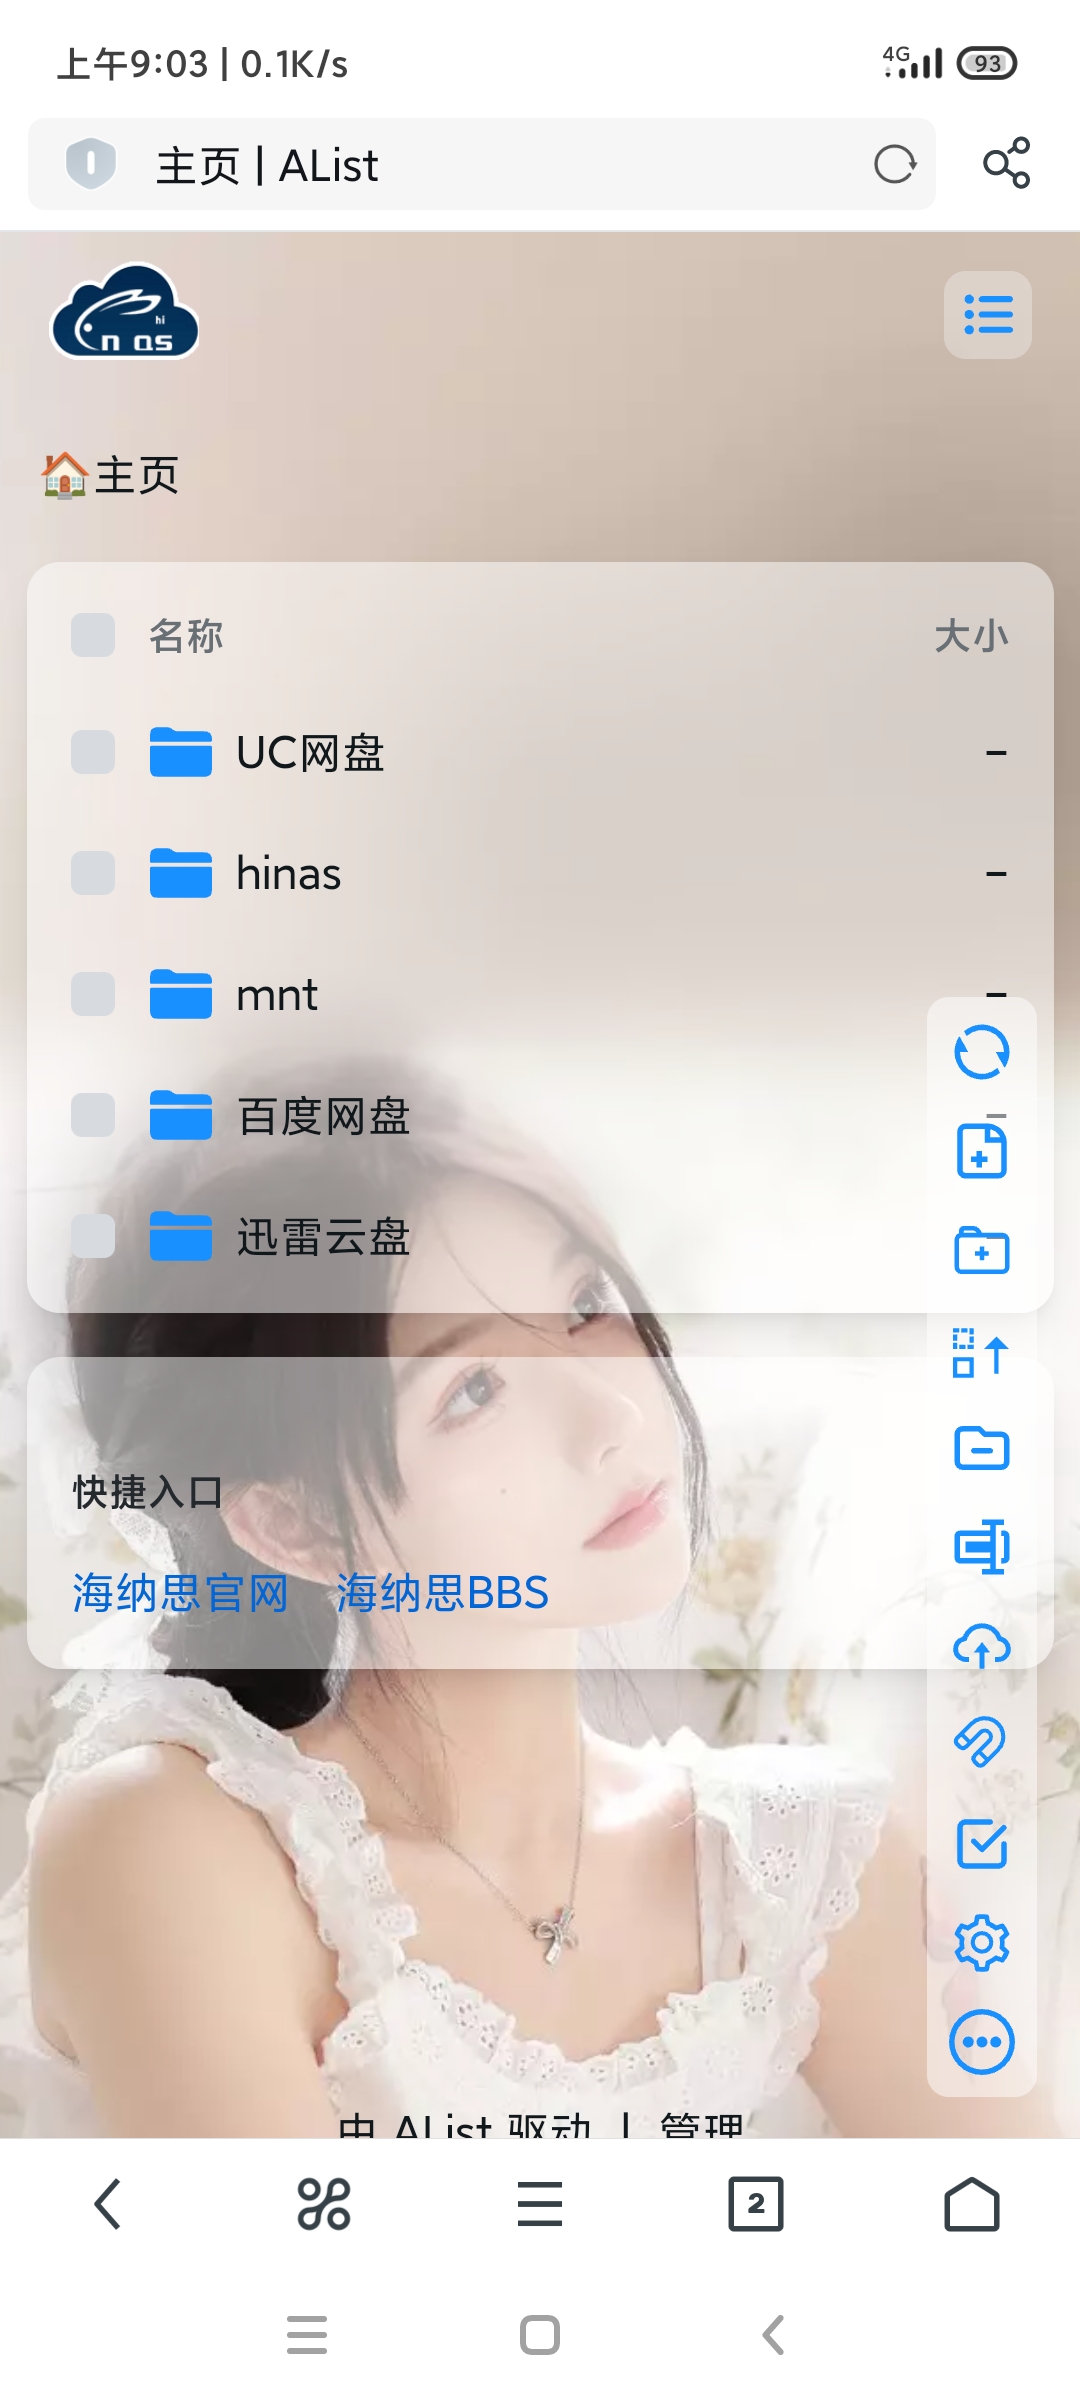 上午9:03 | 0.1K/s
4G
93
主页 | AList
hi
n as
🏠主页
名称
大小
UC网盘
-
hinas
-
mnt
-
百度网盘
-
迅雷云盘
快捷入口
海纳思官网 海纳思BBS
由 AList 驱动 | 管理
2